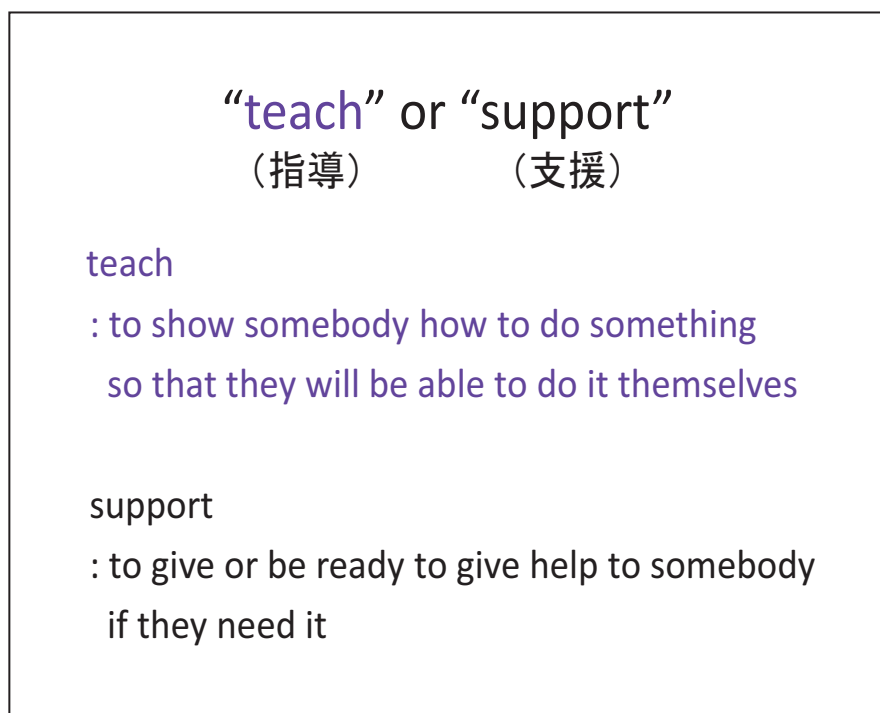 “teach” or “support”
（指導） （支援）
teach
: to show somebody how to do something
so that they will be able to do it themselves
support
: to give or be ready to give help to somebody
if they need it